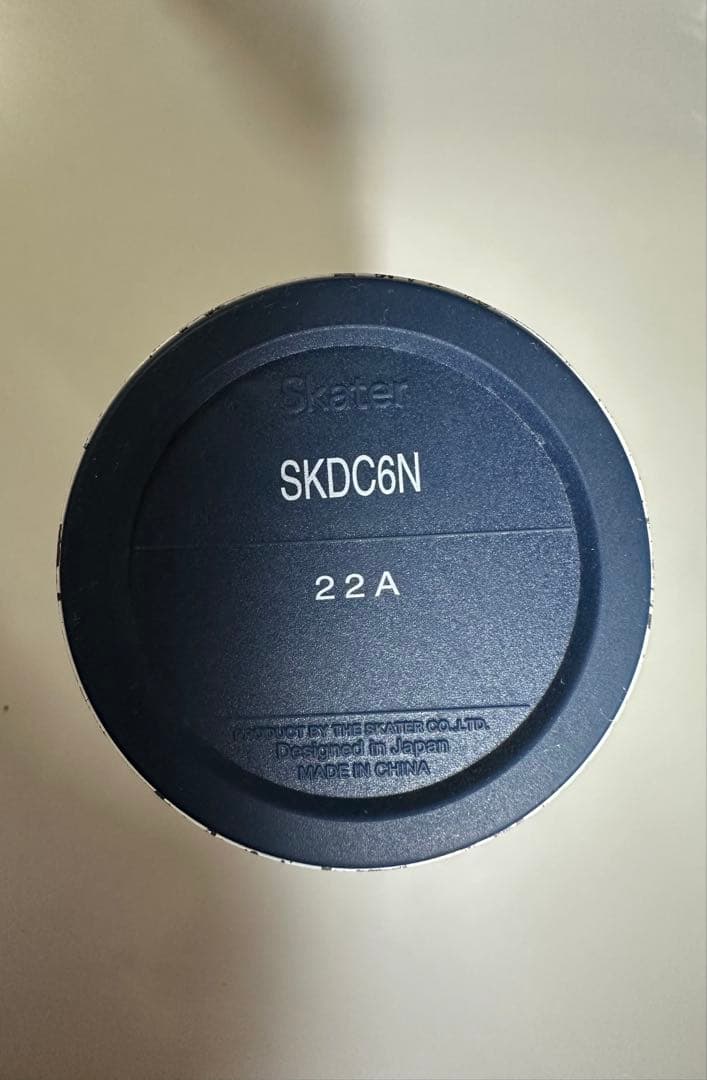 Skater
SKDC6N
22A
PRODUCT BY THE SKATER CO.,LTD.
Designed in Japan
MADE IN CHINA